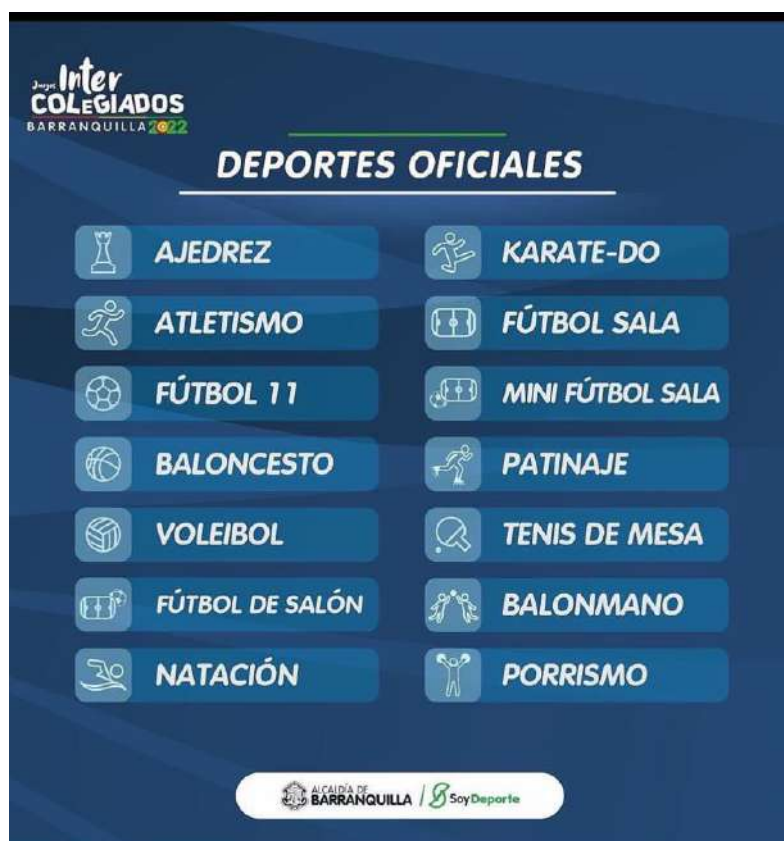 Juegos Inter
COLEGIADOS
BARRANQUILLA 2022
DEPORTES OFICIALES
AJEDREZ
ATLETISMO
FÚTBOL 11
BALONCESTO
VOLEIBOL
FÚTBOL DE SALÓN
NATACIÓN
KARATE-DO
FÚTBOL SALA
MINI FÚTBOL SALA
PATINAJE
TENIS DE MESA
BALONMANO
PORRISMO
ALCALDÍA DE
BARRANQUILLA / SoyDeporte